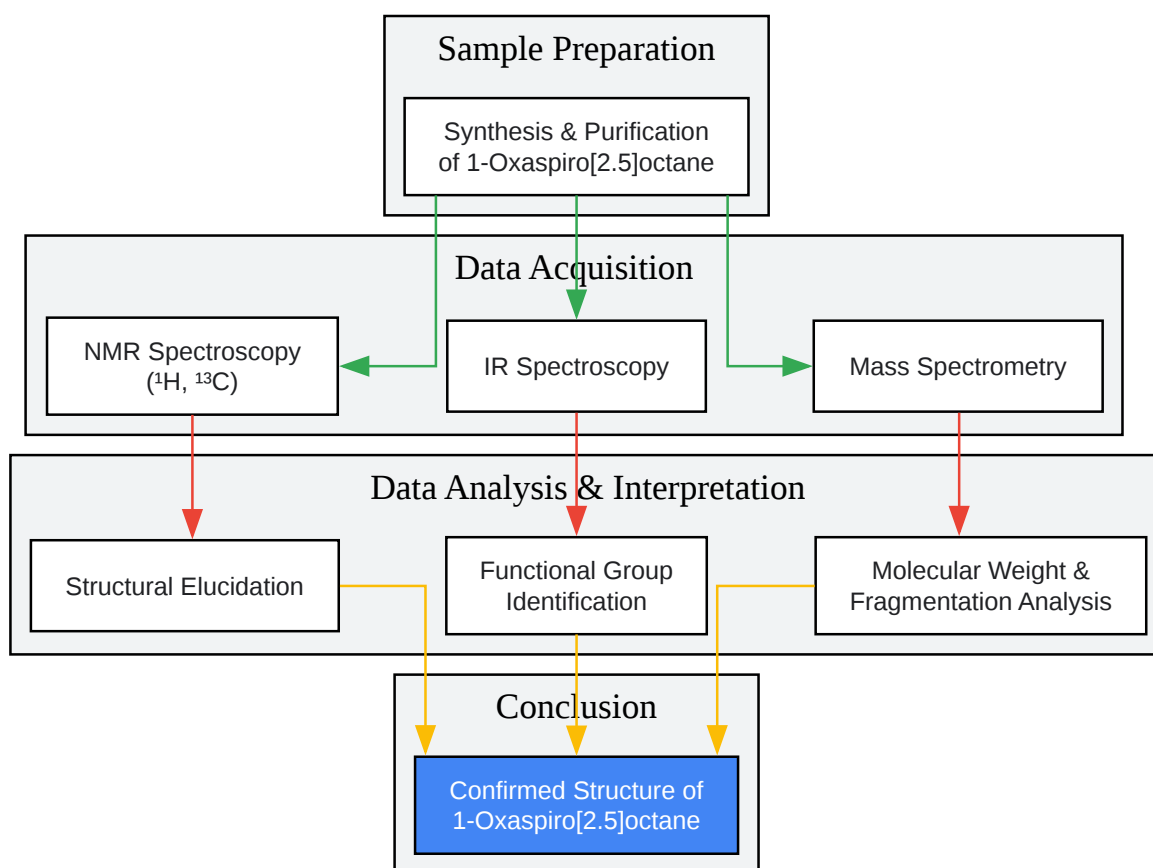 Sample Preparation
Synthesis & Purification
of 1-Oxaspiro[2.5]octane
Data Acquisition
NMR Spectroscopy
(¹H, ¹³C)
IR Spectroscopy
Mass Spectrometry
Data Analysis & Interpretation
Structural Elucidation
Functional Group
Identification
Molecular Weight &
Fragmentation Analysis
Conclusion
Confirmed Structure of
1-Oxaspiro[2.5]octane